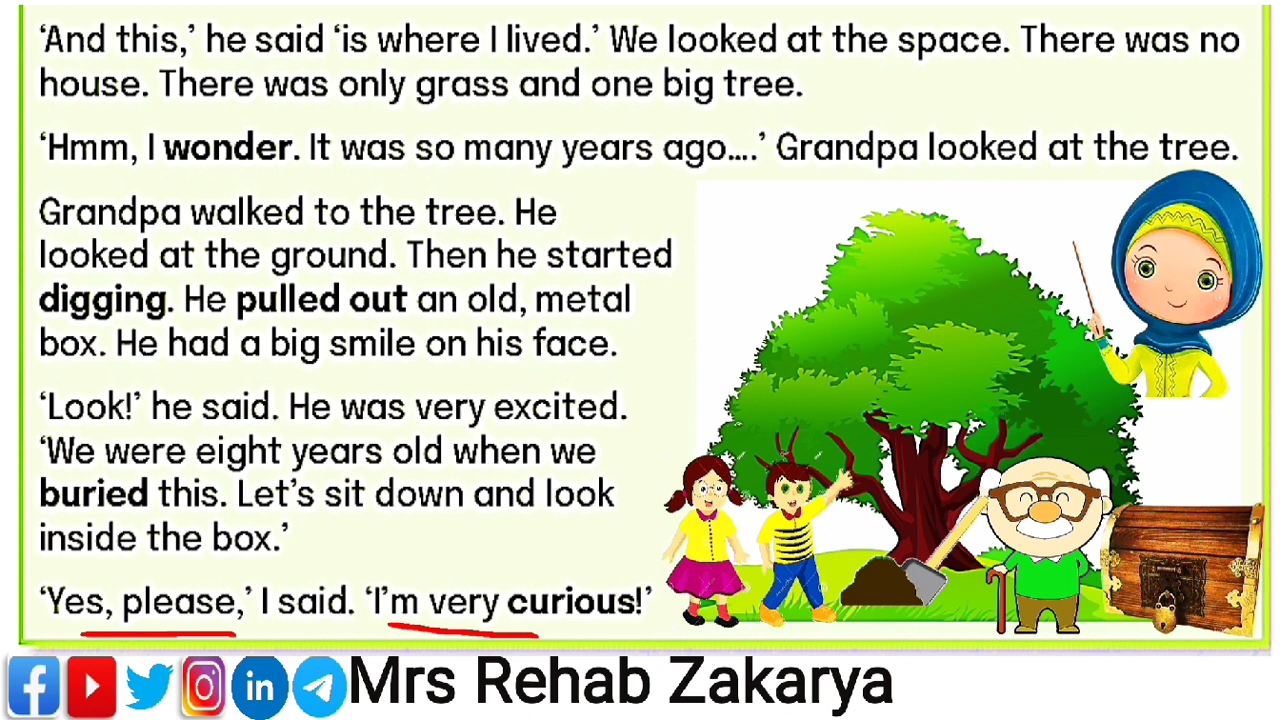 ‘And this,’ he said ‘is where I lived.’ We looked at the space. There was no
house. There was only grass and one big tree.
‘Hmm, I wonder. It was so many years ago....’ Grandpa looked at the tree.
Grandpa walked to the tree. He
looked at the ground. Then he started
digging. He pulled out an old, metal
box. He had a big smile on his face.
‘Look!’ he said. He was very excited.
‘We were eight years old when we
buried this. Let’s sit down and look
inside the box.’
‘Yes, please,’ I said. ‘I’m very curious!’
Mrs Rehab Zakarya